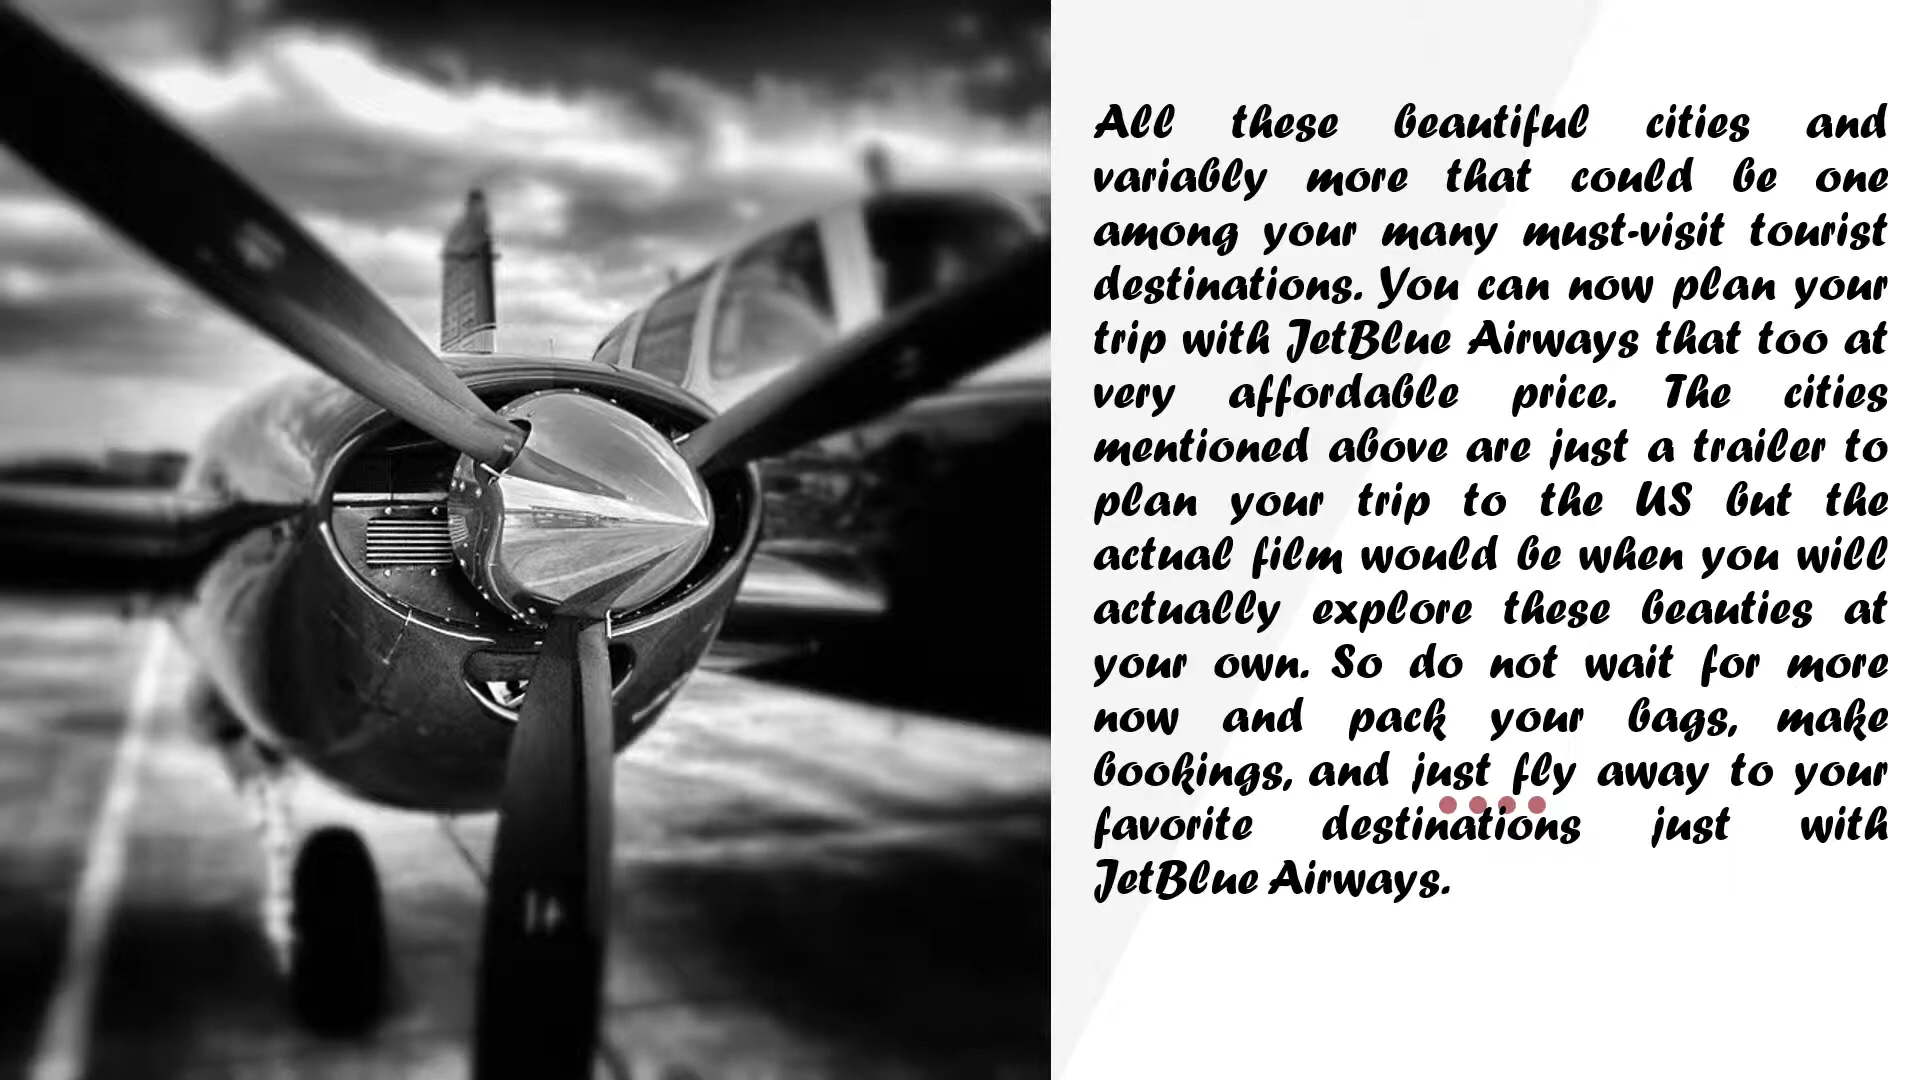 All these beautiful cities and
variably more that could be one
among your many must-visit tourist
destinations. You can now plan your
trip with JetBlue Airways that too at
very affordable price. The cities
mentioned above are just a trailer to
plan your trip to the US but the
actual film would be when you will
actually explore these beauties at
your own. So do not wait for more
now and pack your bags, make
bookings, and just fly away to your
favorite destinations just with
JetBlue Airways.